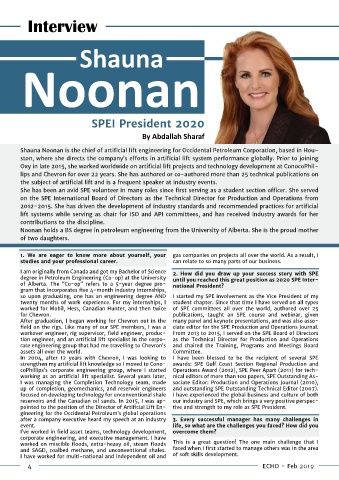 Interview
Shauna
Noonan
SPEI President 2020
By Abdallah Sharaf
Shauna Noonan is the chief of artificial lift engineering for Occidental Petroleum Corporation, based in Hou-
ston, where she directs the company's efforts in artificial lift system performance globally. Prior to joining
Oxy in late 2015, she worked worldwide on artificial lift projects and technology development at ConocoPhil-
lips and Chevron for over 22 years. She has authored or co-authored more than 25 technical publications on
the subject of artificial lift and is a frequent speaker at industry events.
She has been an avid SPE volunteer in many roles since first serving as a student section officer. She served
on the SPE International Board of Directors as the Technical Director for Production and Operations from
2012-2015. She has driven the development of industry standards and recommended practices for artificial
lift systems while serving as chair for ISO and API committees, and has received industry awards for her
contributions to the discipline.
Noonan holds a BS degree in petroleum engineering from the University of Alberta. She is the proud mother
of two daughters.
1. We are eager to know more about yourself, your
studies and your professional career.
I am originally from Canada and got my Bachelor of Science
degree in Petroleum Engineering (Co-op) at the University
of Alberta. The "Co-op" refers to a 5-year degree pro-
gram that incorporates five 4-month industry internships,
so upon graduating, one has an engineering degree AND
twenty months of work experience. For my internships, I
worked for Mobil, Hess, Canadian Hunter, and then twice
for Chevron.
After graduation, I began working for Chevron out in the
field on the rigs. Like many of our SPE members, I was a
workover engineer, rig supervisor, field engineer, produc-
tion engineer, and an artificial lift specialist in the corpo-
rate engineering group that had me traveling to Chevron's
assets all over the world.
In 2004, after 12 years with Chevron, I was looking to
strengthen my artificial lift knowledge so I moved to Cono-
coPhillip's corporate engineering group, where I started
working as an artificial lift specialist. Several years later,
I was managing the Completion Technology team, made
up of completion, geomechanics, and reservoir engineers
focused on developing technology for unconventional shale
reservoirs and the Canadian oil sands. In 2015, I was ap-
pointed to the position of the Director of Artificial Lift En-
gineering for the Occidental Petroleum's global operations
after a company executive heard my speech at an industry
event.
I've worked in field asset teams, technology development,
corporate engineering, and executive management. I have
worked on miscible floods, extra-heavy oil, steam floods
and SAGD, coalbed methane, and unconventional shales.
I have worked for multi-national and independent oil and
gas companies on projects all over the world. As a result, I
can relate to so many parts of our business.
2. How did you draw up your success story with SPE
until you reached this great position as 2020 SPE Inter-
national President?
I started my SPE involvement as the Vice President of my
student chapter. Since that time I have served on all types
of SPE committees all over the world, authored over 25
publications, taught an SPE course and webinar, given
many panel and keynote presentations, and was also asso-
ciate editor for the SPE Production and Operations Journal.
From 2013 to 2015, I served on the SPE Board of Directors
as the Technical Director for Production and Operations
and chaired the Training, Programs and Meetings Board
Committee.
I have been blessed to be the recipient of several SPE
awards: SPE Gulf Coast Section Regional Production and
Operations Award (2012), SPE Peer Apart (2011) for tech-
nical editors of more than 100 papers, SPE Outstanding As-
sociate Editor: Production and Operations Journal (2010),
and outstanding SPE Outstanding Technical Editor (2007).
I have experienced the global business and culture of both
our industry and SPE, which brings a very positive perspec-
tive and strength to my role as SPE President.
3. Every successful manager has many challenges in
life, so what are the challenges you faced? How did you
overcome them?
This is a great question! The one main challenge that I
faced when I first started to manage others was in the area
of soft skills development.
4
ECHO - Feb 2019